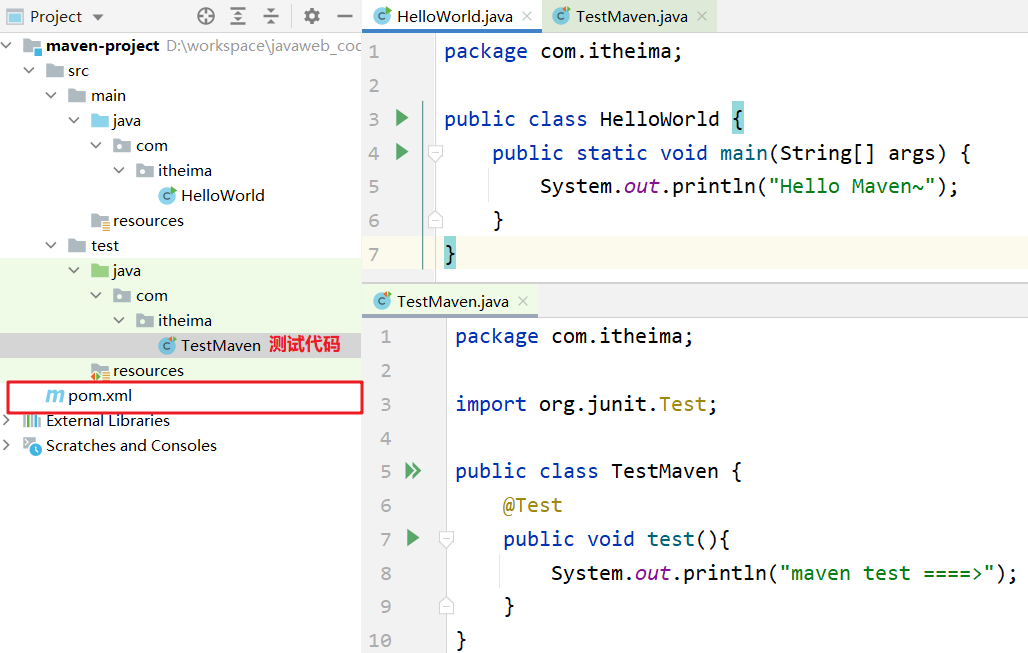 Project
maven-project D:\workspace\javaweb_coc
src
main
java
com
itheima
HelloWorld
resources
test
java
com
itheima
TestMaven 测试代码
resources
pom.xml
External Libraries
Scratches and Consoles
HelloWorld.java TestMaven.java
1 package com.itheima;
2
3 public class HelloWorld {
4 public static void main(String[] args) {
5 System.out.println("Hello Maven~");
6 }
7 }
TestMaven.java
1 package com.itheima;
2
3 import org.junit.Test;
4
5 public class TestMaven {
6 @Test
7 public void test(){
8 System.out.println("maven test ====>");
9 }
10 }